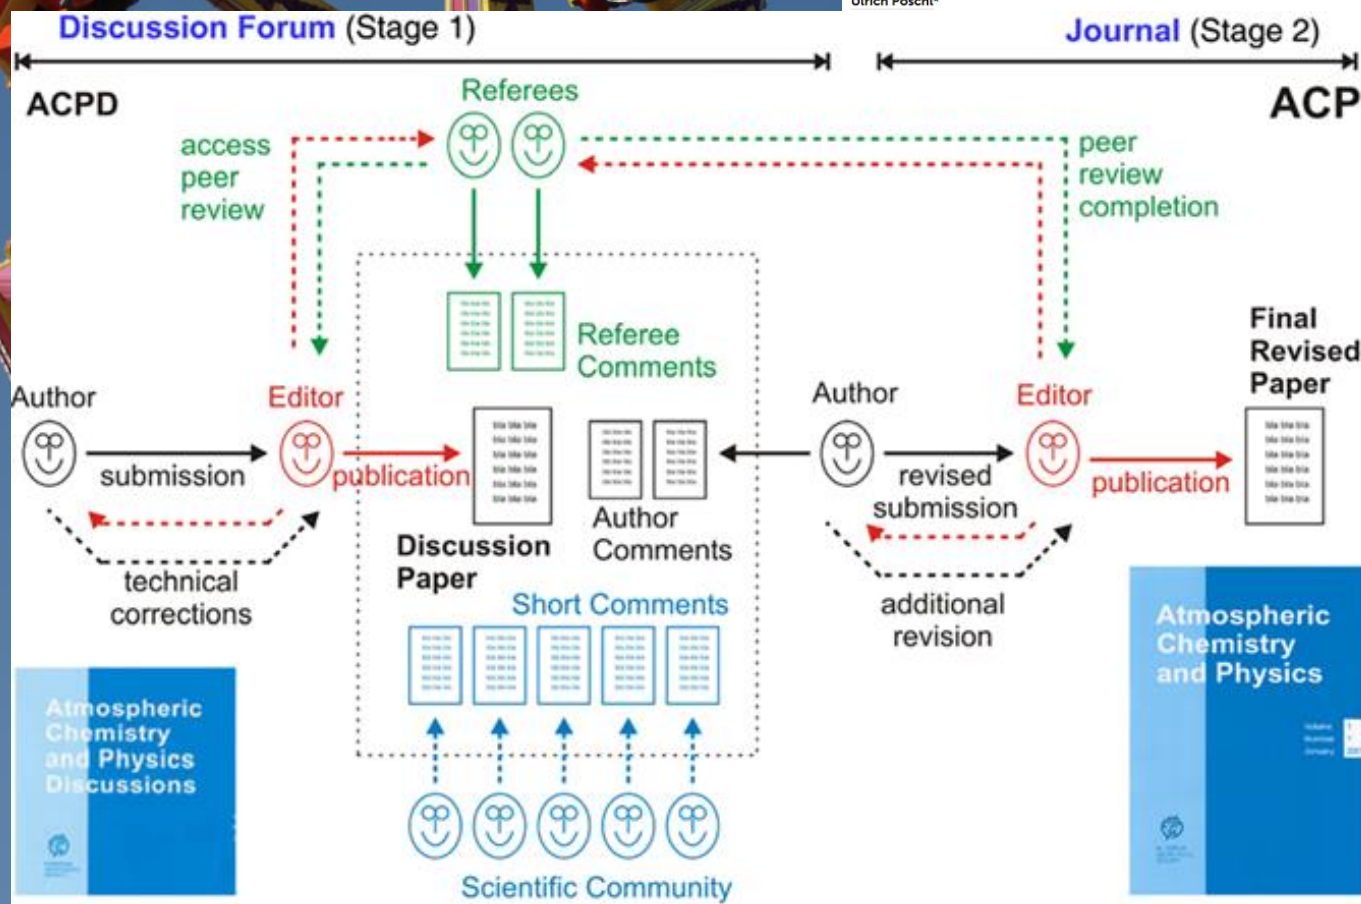 Ulrich Pöschl*
Discussion Forum (Stage 1)
Journal (Stage 2)
ACPD
Referees
ACP
access
peer
review
peer
review
completion
Referee
Comments
Final
Revised
Paper
Author
Editor
Author
Editor
submission
publication
revised
submission
publication
Author
Comments
Discussion
Paper
technical
corrections
Short Comments
additional
revision
Atmospheric
Chemistry
and Physics
Discussions
Atmospheric
Chemistry
and Physics
Scientific Community